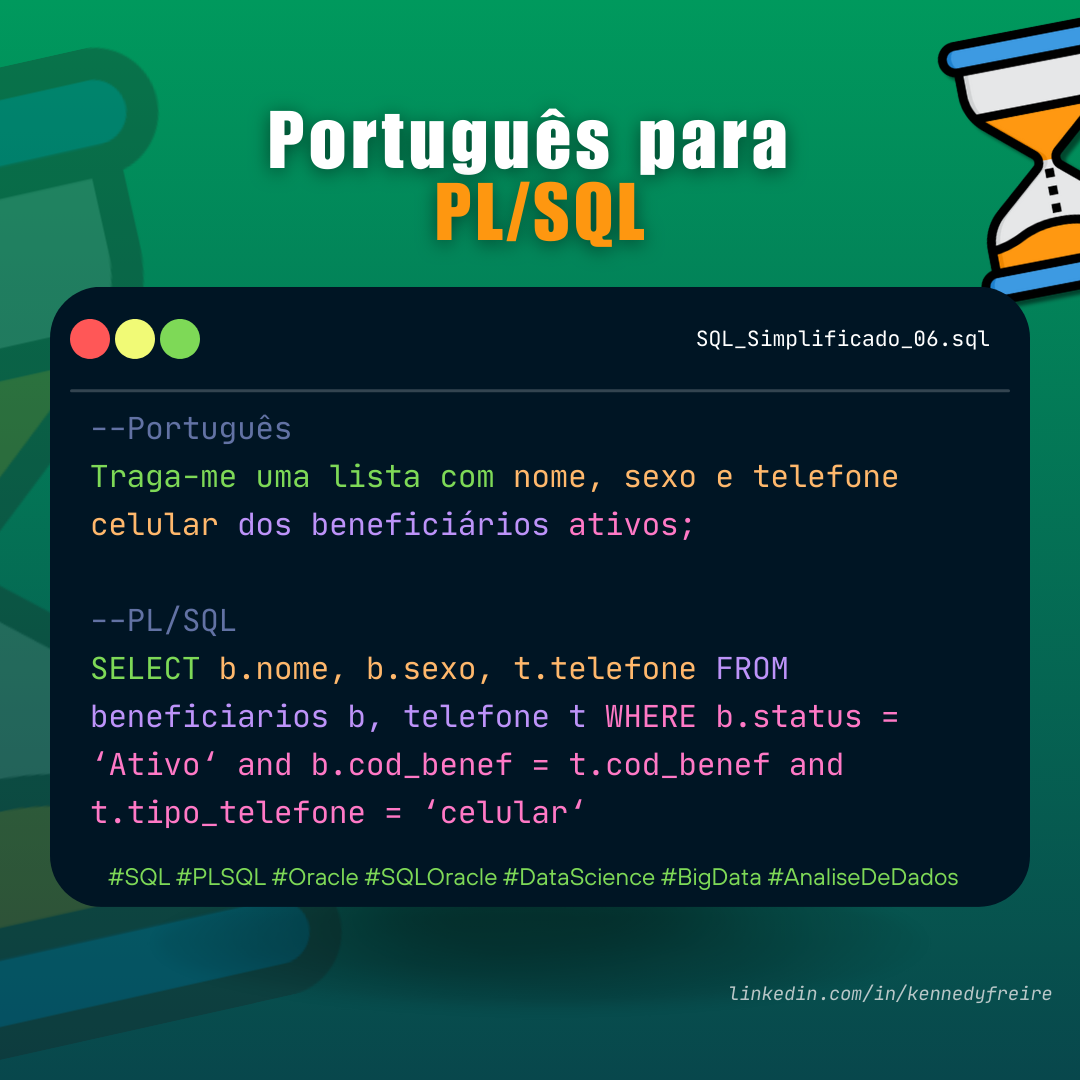 Português para
PL/SQL
SQL_Simplificado_06.sql
--Português
Traga-me uma lista com nome, sexo e telefone
celular dos beneficiários ativos;
--PL/SQL
SELECT b.nome, b.sexo, t.telefone FROM
beneficiarios b, telefone t WHERE b.status =
‘Ativo‘ and b.cod_benef = t.cod_benef and
t.tipo_telefone = ‘celular‘
#SQL #PLSQL #Oracle #SQLOracle #DataScience #BigData #AnaliseDeDados
linkedin.com/in/kennedyfreire